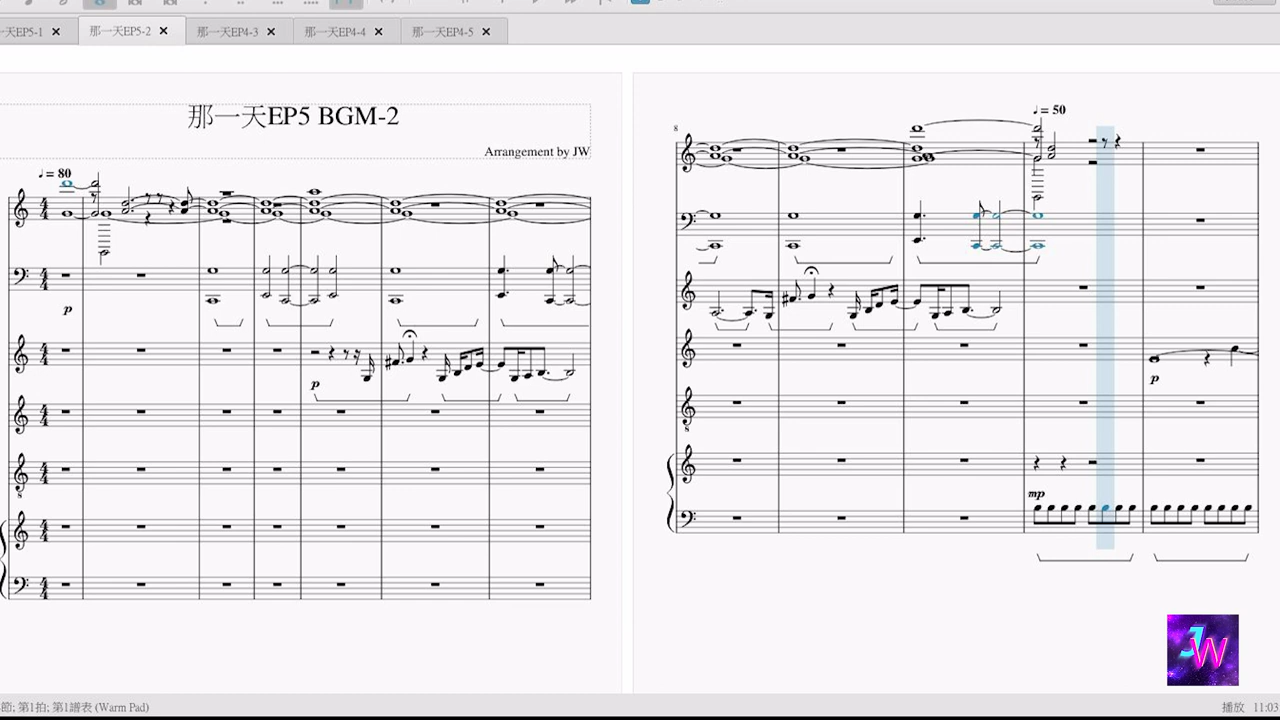 一天EP5-1 ×
那一天EP5-2 ×
那一天EP4-3 ×
那一天EP4-4 ×
那一天EP4-5 ×
那一天EP5 BGM-2
Arrangement by JW
♩ = 80
p
p
8
♩ = 50
p
mp
JW
節; 第1拍; 第1譜表 (Warm Pad)
播放 11:03